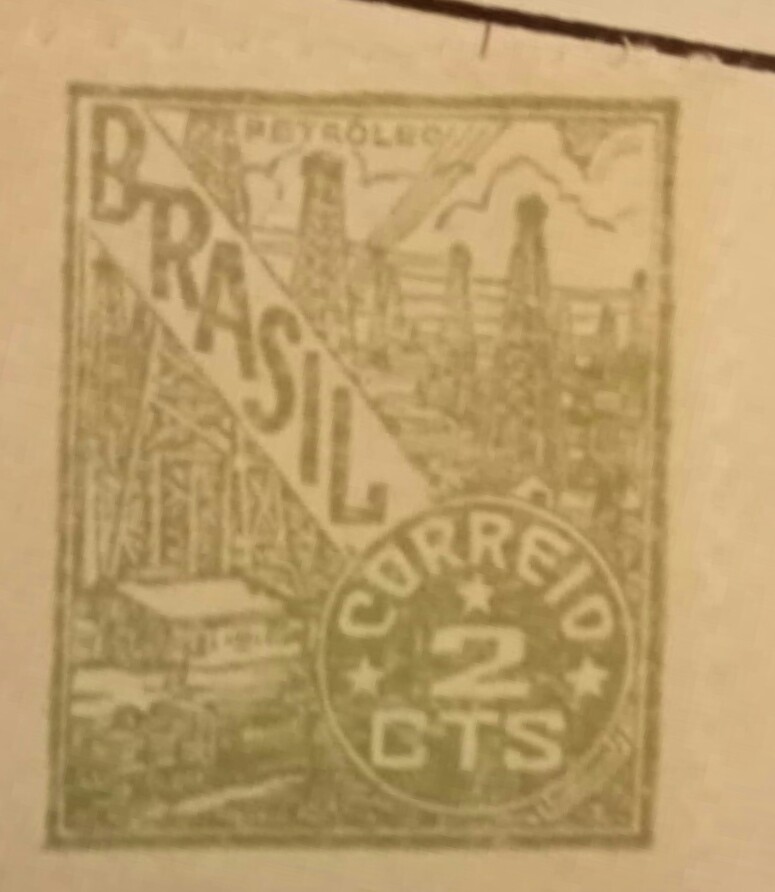 PETRÓLEO
BRASIL
CORREIO
2
CTS